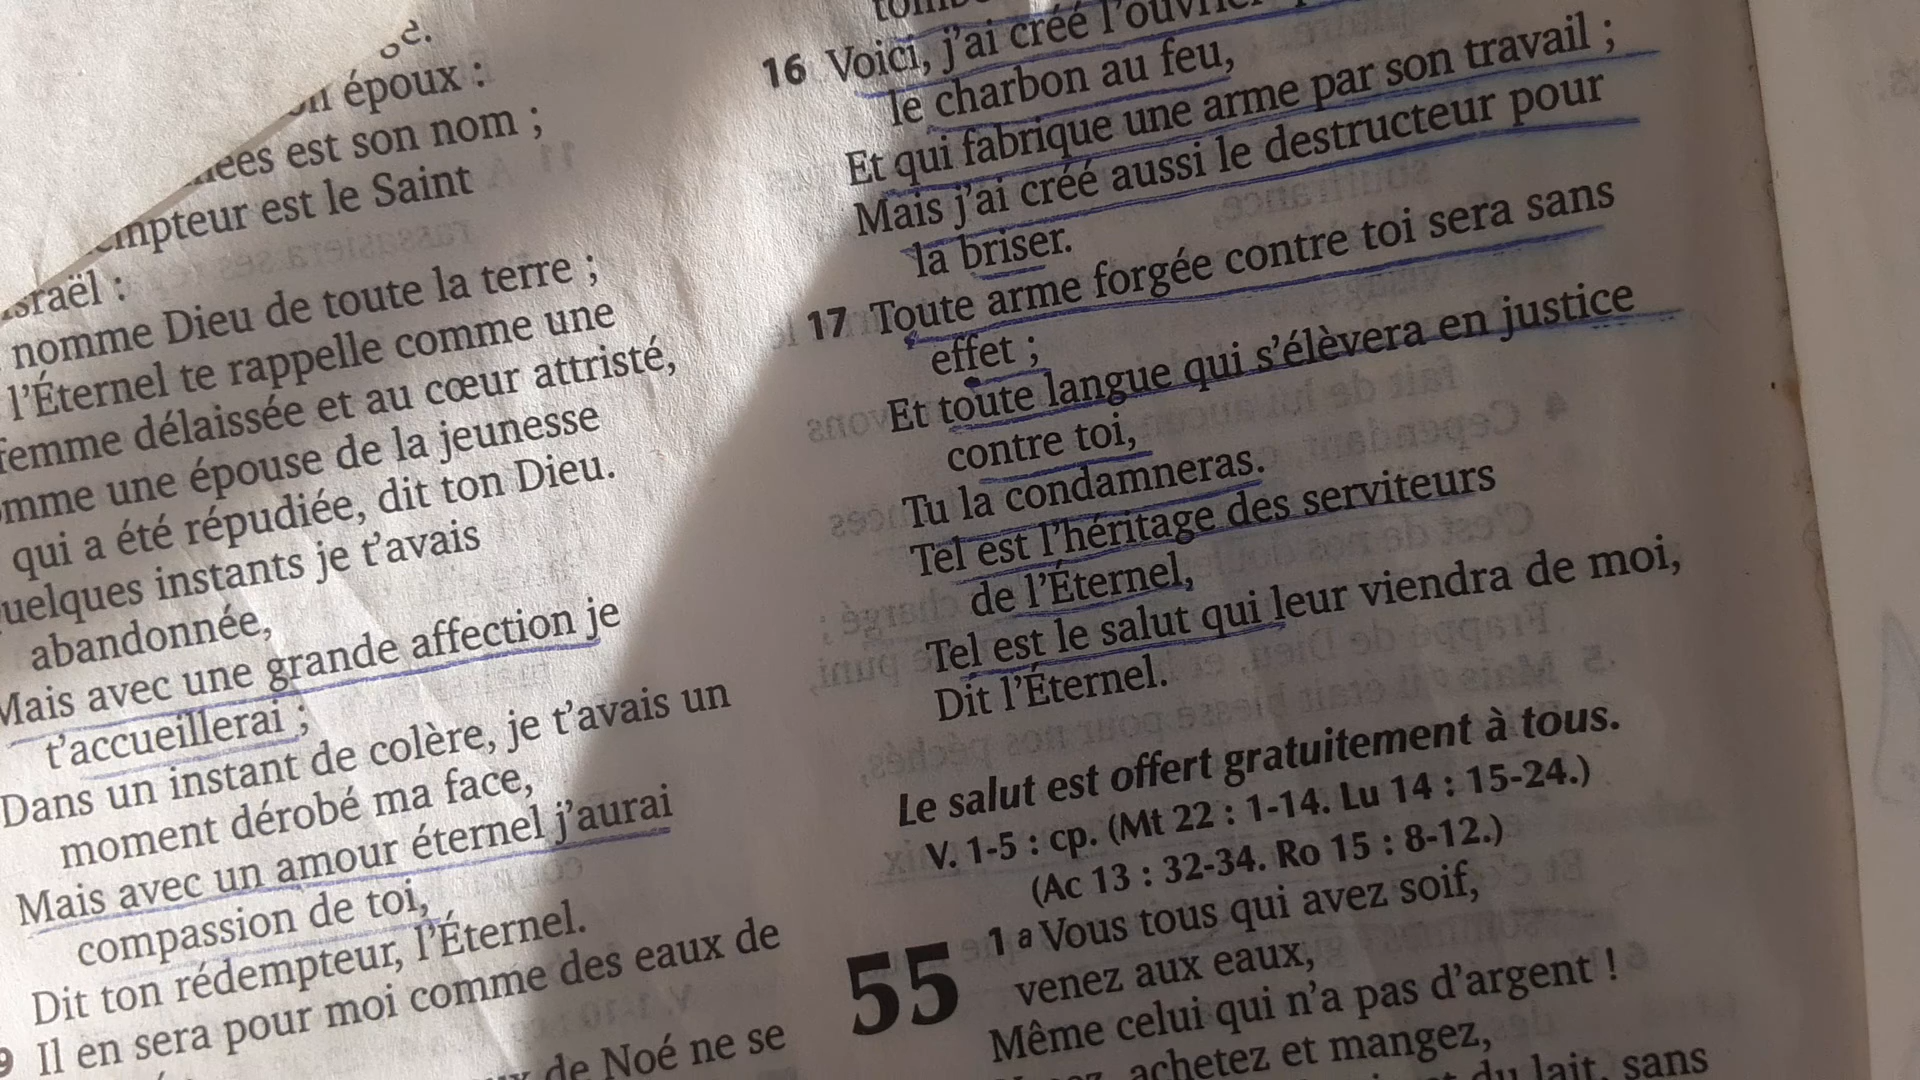 époux :
est son nom ;
est le Saint
nomme Dieu de toute la terre ;
l'Éternel te rappelle comme une
femme délaissée et au cœur attristé,
une épouse de la jeunesse
qui a été répudiée, dit ton Dieu.
instants je t'avais
abandonnée,
Mais avec une grande affection je
t'accueillerai ;
Dans un instant de colère, je t'avais un
moment dérobé ma face,
Mais avec un amour éternel j'aurai
compassion de toi,
Dit ton rédempteur, l'Éternel.
9 Il en sera pour moi comme des eaux de
de Noé ne se
16 Voici, j'ai créé l'ouvrier
le charbon au feu,
Et qui fabrique une arme par son travail ;
Mais j'ai créé aussi le destructeur pour
la briser.
17 Toute arme forgée contre toi sera sans
effet ;
Et toute langue qui s'élèvera en justice
contre toi,
Tu la condamneras.
Tel est l'héritage des serviteurs
de l'Éternel,
Tel est le salut qui leur viendra de moi,
Dit l'Éternel.
Le salut est offert gratuitement à tous.
V. 1-5 : cp. (Mt 22 : 1-14. Lu 14 : 15-24.)
(Ac 13 : 32-34. Ro 15 : 8-12.)
55 1 a Vous tous qui avez soif,
venez aux eaux,
Même celui qui n'a pas d'argent !
achetez et mangez,
du lait, sans